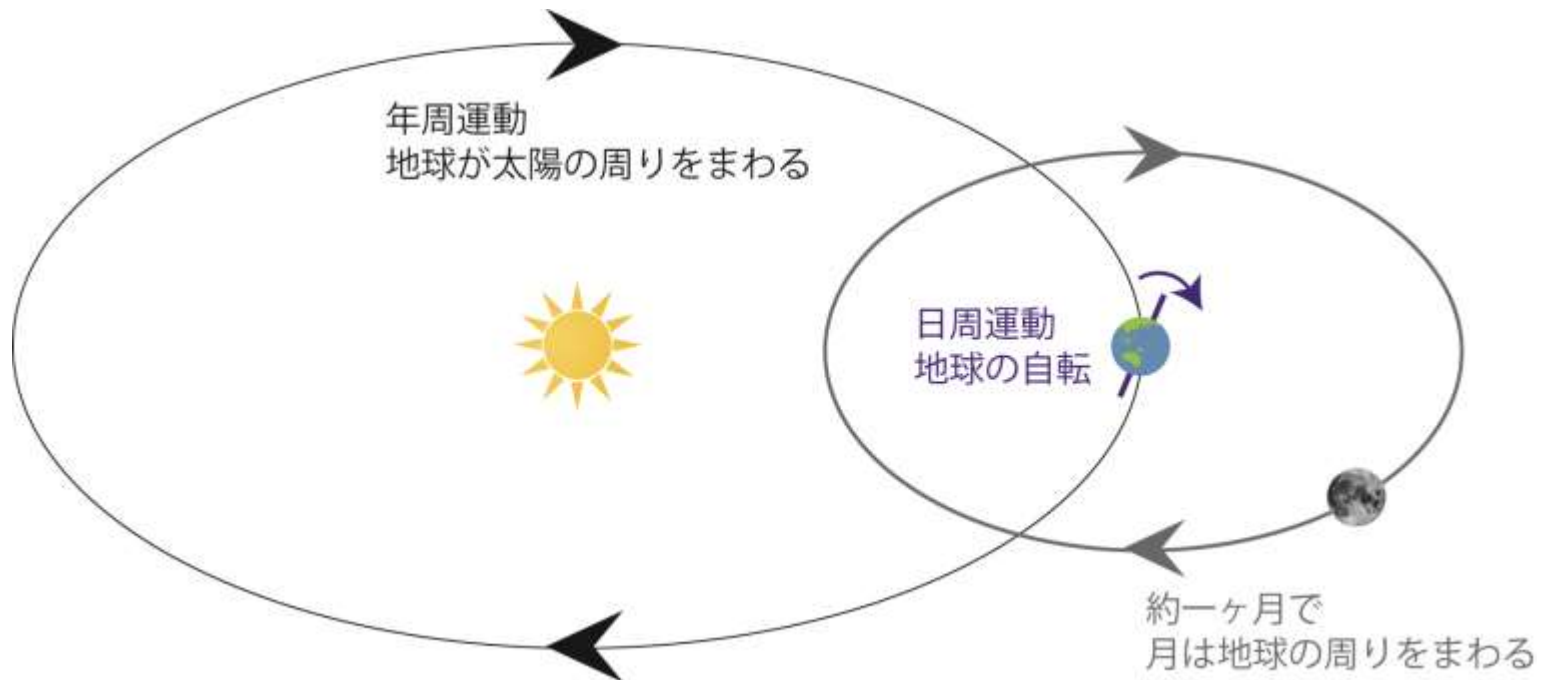 年周運動
地球が太陽の周りをまわる
日周運動
地球の自転
約一ヶ月で
月は地球の周りをまわる